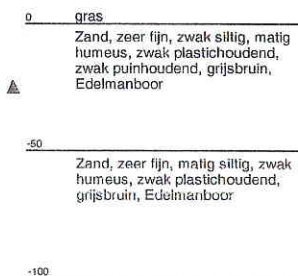 0 gras
Zand, zeer fijn, zwak siltig, matig
humeus, zwak plastichoudend,
zwak puinhoudend, grijsbruin,
Edelmanboor
-50
Zand, zeer fijn, matig siltig, zwak
humeus, zwak plastichoudend,
grijsbruin, Edelmanboor
-100